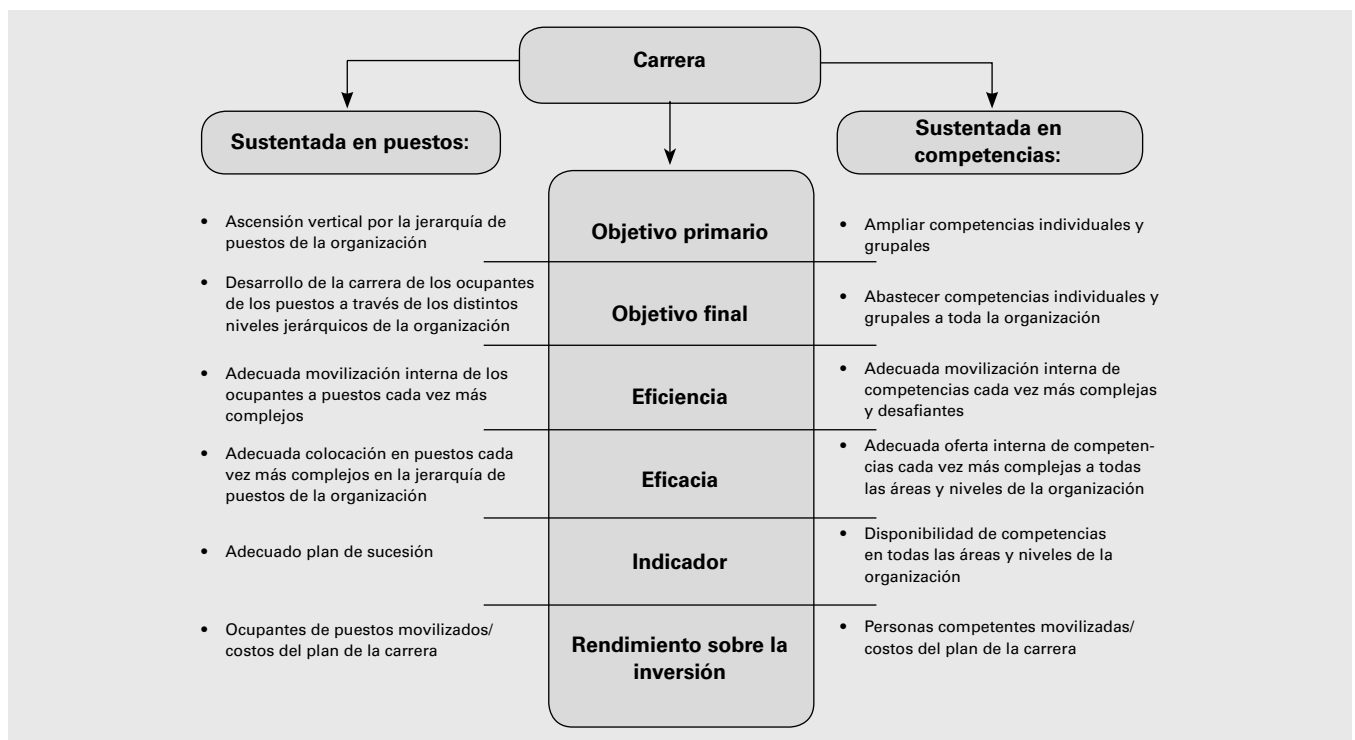 Carrera
Sustentada en puestos:
Sustentada en
competencias:
• Ascensión vertical por la jerarquía de
puestos de la organización
Objetivo primario
• Ampliar competencias individuales y
grupales
• Desarrollo de la carrera de los ocupantes
de los puestos a través de los distintos
niveles jerárquicos de la organización
Objetivo final
• Abastecer competencias individuales y
grupales a toda la organización
• Adecuada movilización interna de los
ocupantes a puestos cada vez más
complejos
Eficiencia
• Adecuada movilización interna de
competencias cada vez más complejas
y desafiantes
• Adecuada colocación en puestos cada
vez más complejos en la jerarquía de
puestos de la organización
Eficacia
• Adecuada oferta interna de competen-
cias cada vez más complejas a todas
las áreas y niveles de la organización
• Adecuado plan de sucesión
Indicador
• Disponibilidad de competencias
en todas las áreas y niveles de la
organización
• Ocupantes de puestos movilizados/
costos del plan de la carrera
Rendimiento sobre la
inversión
• Personas competentes movilizadas/
costos del plan de la carrera